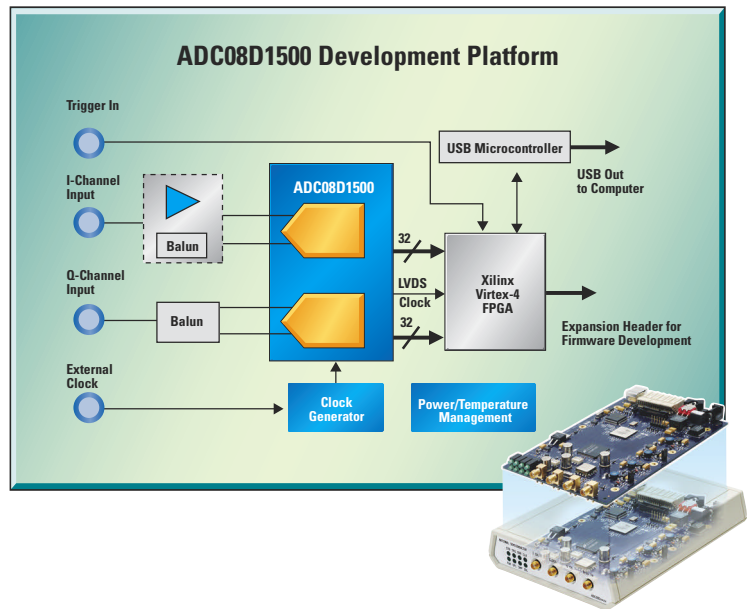 ADC08D1500 Development Platform
Trigger In
USB Microcontroller
USB Out
to Computer
I-Channel
Input
ADC08D1500
Balun
32
Xilinx
Virtex-4
FPGA
LVDS
Clock
Q-Channel
Input
Balun
32
Expansion Header for
Firmware Development
External
Clock
Clock
Generator
Power/Temperature
Management